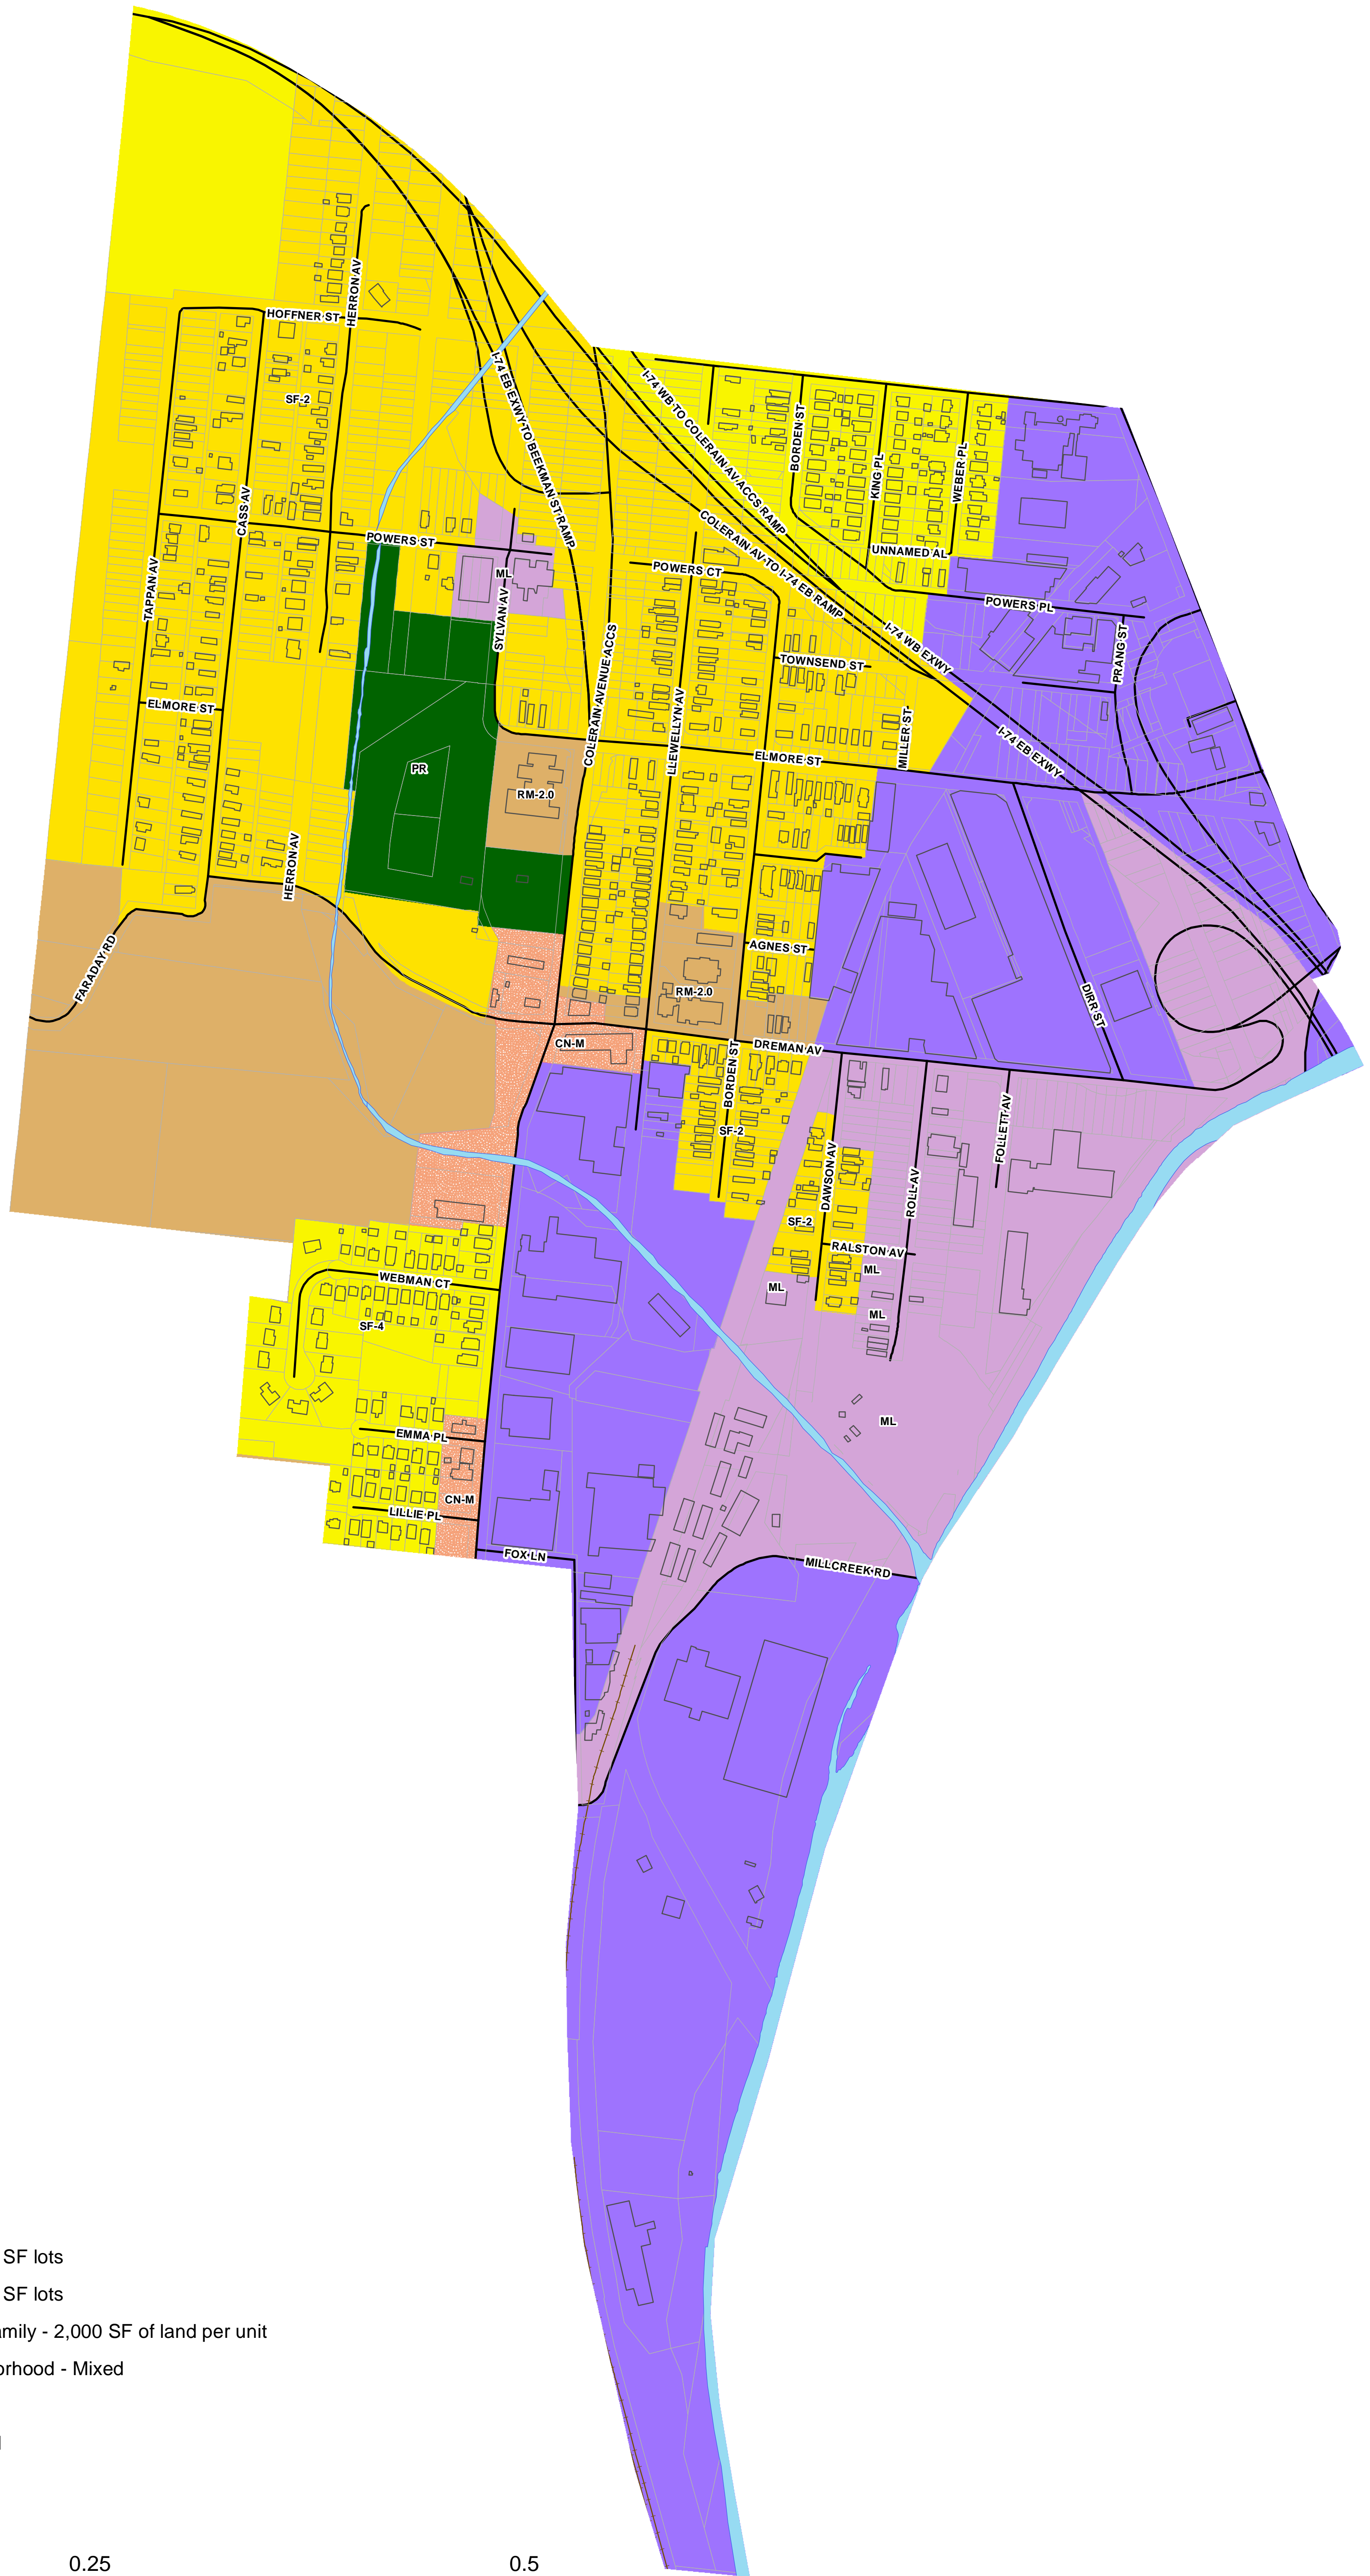 HOFFNER ST
HERRON AV
I-74 EB EXWY TO BEEKMAN ST RAMP
I-74 WB TO COLERAIN AV ACCS RAMP
SF-2
BORDEN ST
KING PL
WEBER PL
CASS AV
POWERS ST
COLERAIN AV TO I-74 EB RAMP
UNNAMED AL
TAPPAN AV
ML
POWERS CT
POWERS PL
SYLVAN AV
I-74 WB EXWY
PRANG ST
COLERAIN AVENUE ACCS
TOWNSEND ST
ELMORE ST
LLEWELLYN AV
MILLER ST
I-74 EB EXWY
ELMORE ST
PR
RM-2.0
HERRON AV
FARADAY RD
AGNES ST
RM-2.0
DIRR ST
CN-M
DREMAN AV
BORDEN ST
SF-2
FOLLETT AV
DAWSON AV
ROLL AV
SF-2
RALSTON AV
ML
ML
WEBMAN CT
ML
SF-4
ML
EMMA PL
CN-M
LILLIE PL
FOX LN
MILLCREEK RD
SF lots
SF lots
mily - 2,000 SF of land per unit
orhood - Mixed
0.25
0.5